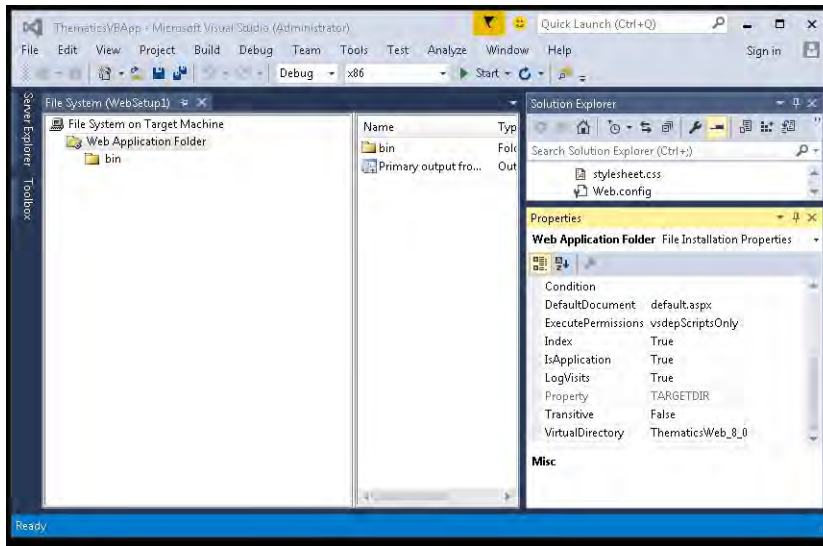 ThematicsVBApp - Microsoft Visual Studio (Administrator)
Quick Launch (Ctrl+Q)
File Edit View Project Build Debug Team Tools Test Analyze Window Help
Sign in
Debug x86 Start
Server Explorer
Toolbox
File System (WebSetup1)
File System on Target Machine
Web Application Folder
bin
Name Typ
bin Folc
Primary output fro... Out
Solution Explorer
Search Solution Explorer (Ctrl+;)
stylesheet.css
Web.config
Properties
Web Application Folder File Installation Properties
Condition
DefaultDocument default.aspx
ExecutePermissions vsdepScriptsOnly
Index True
IsApplication True
LogVisits True
Property TARGETDIR
Transitive False
VirtualDirectory ThematicsWeb_8_0
Misc
Ready